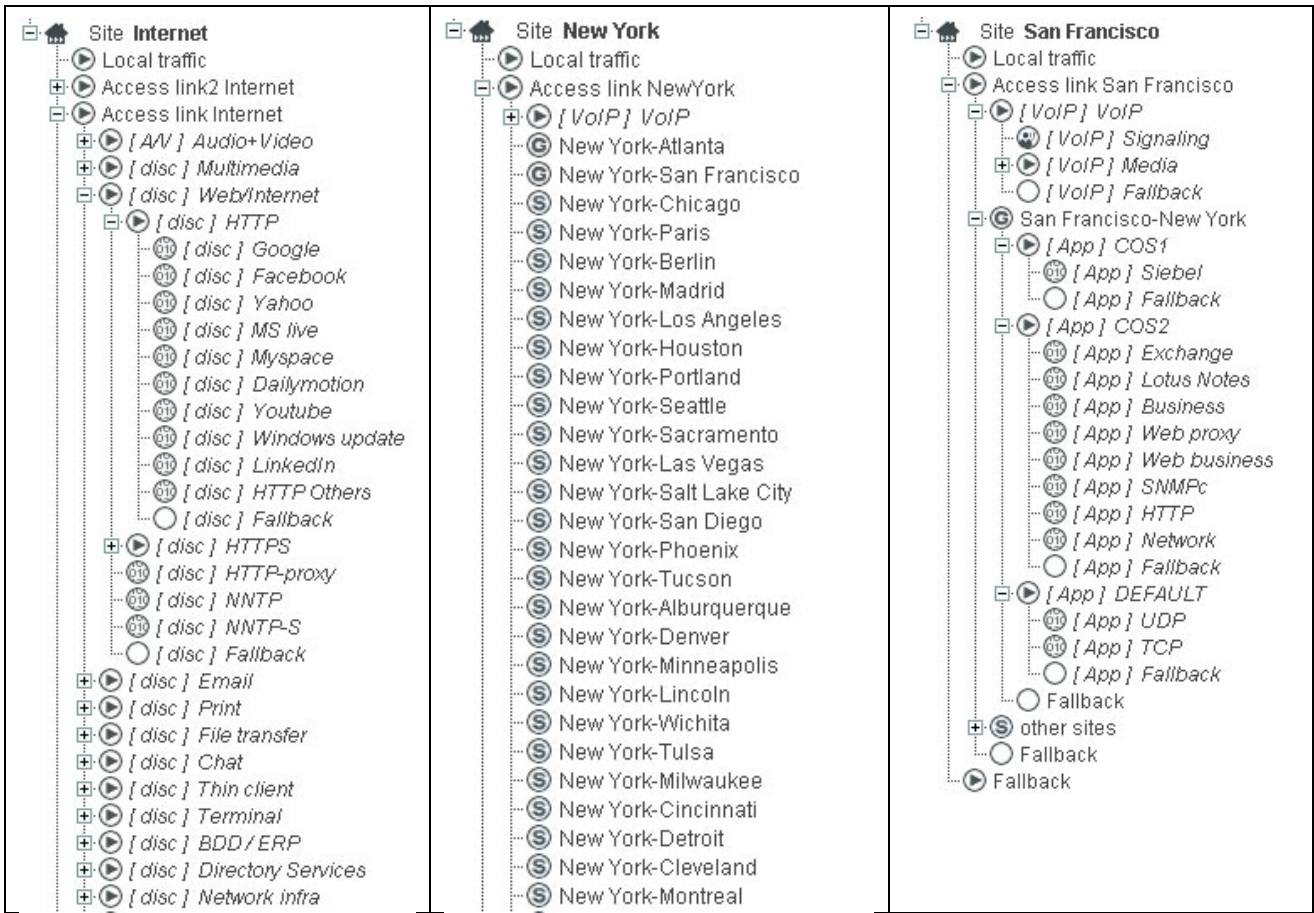 Site Internet
Local traffic
Access link2 Internet
Access link Internet
[ A/V ] Audio+Video
[ disc ] Multimedia
[ disc ] Web/Internet
[ disc ] HTTP
[ disc ] Google
[ disc ] Facebook
[ disc ] Yahoo
[ disc ] MS live
[ disc ] Myspace
[ disc ] Dailymotion
[ disc ] Youtube
[ disc ] Windows update
[ disc ] LinkedIn
[ disc ] HTTP Others
[ disc ] Fallback
[ disc ] HTTPS
[ disc ] HTTP-proxy
[ disc ] NNTP
[ disc ] NNTP-S
[ disc ] Fallback
[ disc ] Email
[ disc ] Print
[ disc ] File transfer
[ disc ] Chat
[ disc ] Thin client
[ disc ] Terminal
[ disc ] BDD / ERP
[ disc ] Directory Services
[ disc ] Network infra
Site New York
Local traffic
Access link NewYork
[ VoIP ] VoIP
G New York-Atlanta
G New York-San Francisco
S New York-Chicago
S New York-Paris
S New York-Berlin
S New York-Madrid
S New York-Los Angeles
S New York-Houston
S New York-Portland
S New York-Seattle
S New York-Sacramento
S New York-Las Vegas
S New York-Salt Lake City
S New York-San Diego
S New York-Phoenix
S New York-Tucson
S New York-Alburquerque
S New York-Denver
S New York-Minneapolis
S New York-Lincoln
S New York-Wichita
S New York-Tulsa
S New York-Milwaukee
S New York-Cincinnati
S New York-Detroit
S New York-Cleveland
S New York-Montreal
Site San Francisco
Local traffic
Access link San Francisco
[ VoIP ] VoIP
[ VoIP ] Signaling
[ VoIP ] Media
[ VoIP ] Fallback
G San Francisco-New York
[ App ] COS1
[ App ] Siebel
[ App ] Fallback
[ App ] COS2
[ App ] Exchange
[ App ] Lotus Notes
[ App ] Business
[ App ] Web proxy
[ App ] Web business
[ App ] SNMPc
[ App ] HTTP
[ App ] Network
[ App ] Fallback
[ App ] DEFAULT
[ App ] UDP
[ App ] TCP
[ App ] Fallback
Fallback
S other sites
Fallback
Fallback